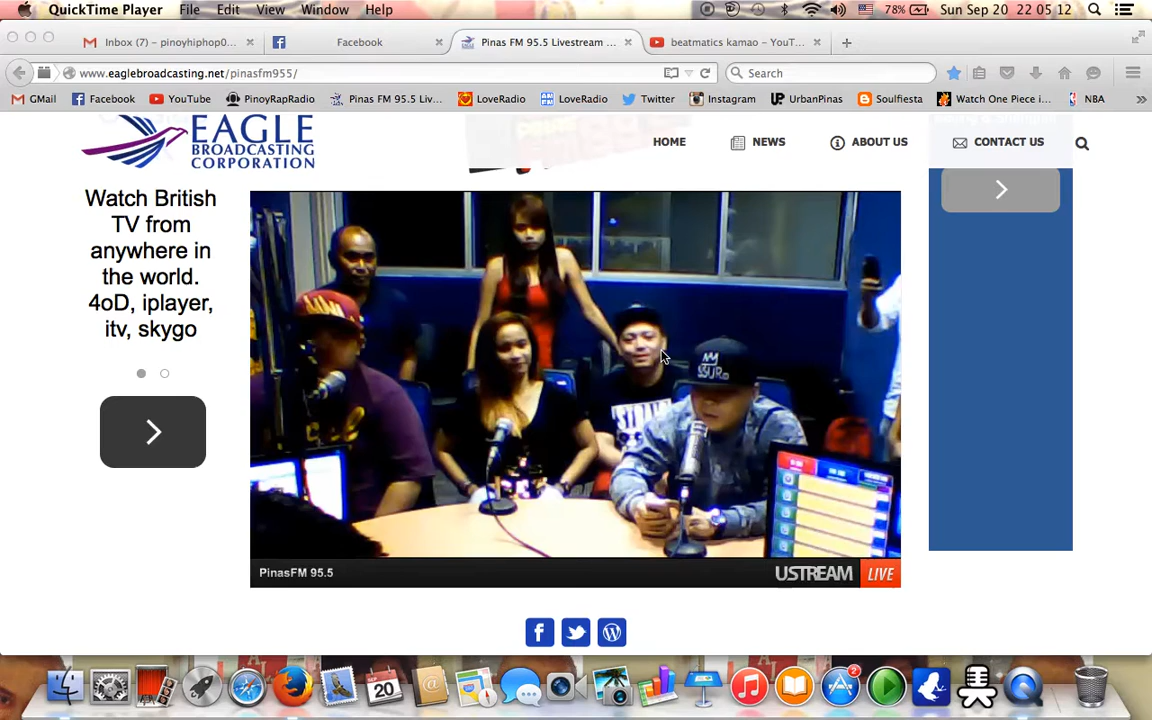 QuickTime Player File Edit View Window Help 78% Sun Sep 20 22 05 12
Inbox (7) – pinoyhiphop0... Facebook Pinas FM 95.5 Livestream ... beatmatics kamao – YouT...
www.eaglebroadcasting.net/pinasfm955/ Search
GMail Facebook YouTube PinoyRapRadio Pinas FM 95.5 Livestr... LoveRadio LoveRadio Twitter Instagram UrbanPinas Soulfiesta Watch One Piece i... NBA
EAGLE
BROADCASTING
CORPORATION
HOME NEWS ABOUT US CONTACT US
Watch British
TV from
anywhere in
the world.
4oD, iplayer,
itv, skygo
SSUR
PinasFM 95.5 USTREAM LIVE
SEP
20
2